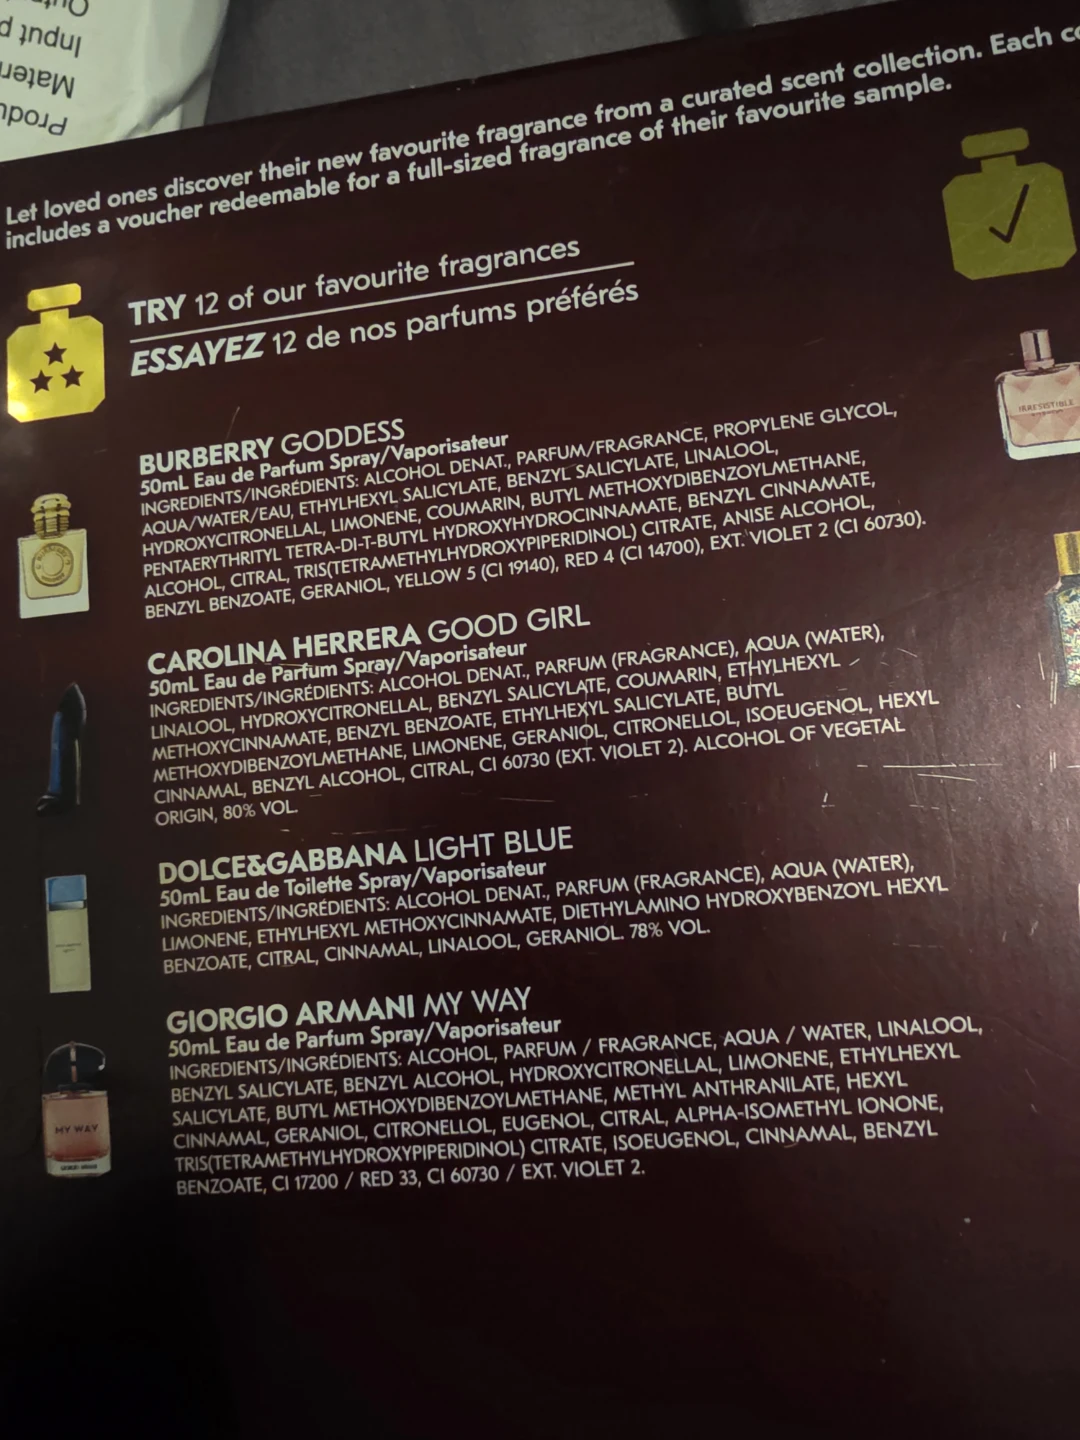 Let loved ones discover their new favourite fragrance from a curated scent collection. Each
includes a voucher redeemable for a full-sized fragrance of their favourite sample.
TRY 12 of our favourite fragrances
ESSAYEZ 12 de nos parfums préférés
BURBERRY GODDESS
50mL Eau de Parfum Spray/Vaporisateur
INGREDIENTS/INGRÉDIENTS: ALCOHOL DENAT., PARFUM/FRAGRANCE, PROPYLENE GLYCOL,
AQUA/WATER/EAU, ETHYLHEXYL SALICYLATE, BENZYL SALICYLATE, LINALOOL,
HYDROXYCITRONELLAL, LIMONENE, COUMARIN, BUTYL METHOXYDIBENZOYLMETHANE,
PENTAERYTHRITYL TETRA-DI-T-BUTYL HYDROXYHYDROCINNAMATE, BENZYL CINNAMATE,
ALCOHOL, CITRAL, TRIS(TETRAMETHYLHYDROXYPIPERIDINOL) CITRATE, ANISE ALCOHOL,
BENZYL BENZOATE, GERANIOL, YELLOW 5 (CI 19140), RED 4 (CI 14700), EXT. VIOLET 2 (CI 60730).
CAROLINA HERRERA GOOD GIRL
50mL Eau de Parfum Spray/Vaporisateur
INGREDIENTS/INGRÉDIENTS: ALCOHOL DENAT., PARFUM (FRAGRANCE), AQUA (WATER),
LINALOOL, HYDROXYCITRONELLAL, BENZYL SALICYLATE, COUMARIN, ETHYLHEXYL
METHOXYCINNAMATE, BENZYL BENZOATE, ETHYLHEXYL SALICYLATE, BUTYL
METHOXYDIBENZOYLMETHANE, LIMONENE, GERANIOL, CITRONELLOL, ISOEUGENOL, HEXYL
CINNAMAL, BENZYL ALCOHOL, CITRAL, CI 60730 (EXT. VIOLET 2). ALCOHOL OF VEGETAL
ORIGIN, 80% VOL.
DOLCE&GABBANA LIGHT BLUE
50mL Eau de Toilette Spray/Vaporisateur
INGREDIENTS/INGRÉDIENTS: ALCOHOL DENAT., PARFUM (FRAGRANCE), AQUA (WATER),
LIMONENE, ETHYLHEXYL METHOXYCINNAMATE, DIETHYLAMINO HYDROXYBENZOYL HEXYL
BENZOATE, CITRAL, CINNAMAL, LINALOOL, GERANIOL. 78% VOL.
GIORGIO ARMANI MY WAY
50mL Eau de Parfum Spray/Vaporisateur
INGREDIENTS/INGRÉDIENTS: ALCOHOL, PARFUM / FRAGRANCE, AQUA / WATER, LINALOOL,
BENZYL SALICYLATE, BENZYL ALCOHOL, HYDROXYCITRONELLAL, LIMONENE, ETHYLHEXYL
SALICYLATE, BUTYL METHOXYDIBENZOYLMETHANE, METHYL ANTHRANILATE, HEXYL
CINNAMAL, GERANIOL, CITRONELLOL, EUGENOL, CITRAL, ALPHA-ISOMETHYL IONONE,
TRIS(TETRAMETHYLHYDROXYPIPERIDINOL) CITRATE, ISOEUGENOL, CINNAMAL, BENZYL
BENZOATE, CI 17200 / RED 33, CI 60730 / EXT. VIOLET 2.
MY WAY
IRRESISTIBLE
Input